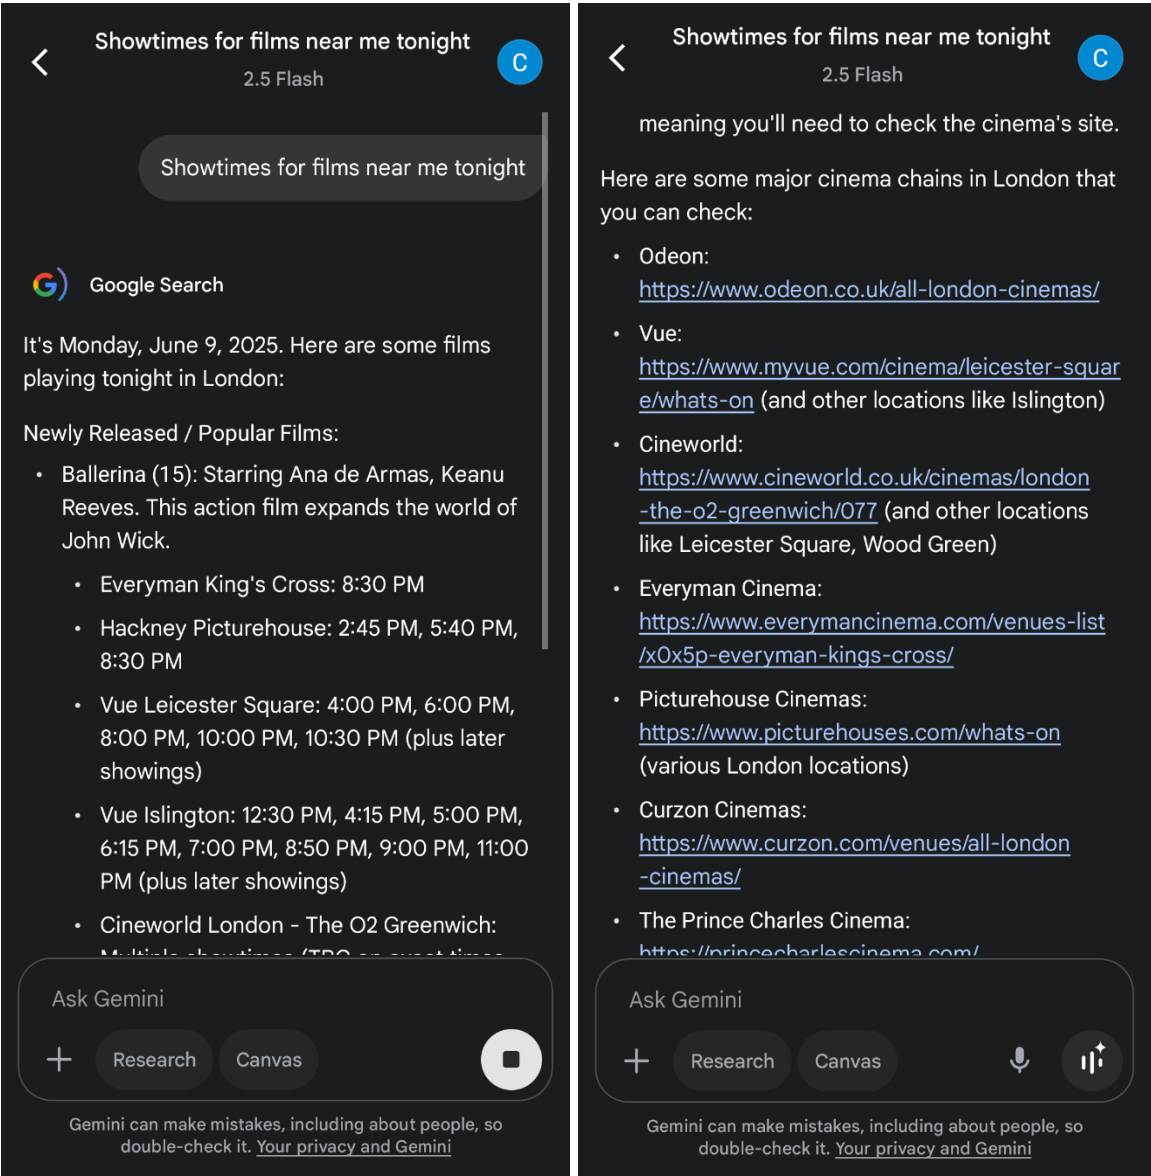 Showtimes for films near me tonight
2.5 Flash
C
Showtimes for films near me tonight
Google Search
It's Monday, June 9, 2025. Here are some films
playing tonight in London:
Newly Released / Popular Films:
• Ballerina (15): Starring Ana de Armas, Keanu
Reeves. This action film expands the world of
John Wick.
• Everyman King's Cross: 8:30 PM
• Hackney Picturehouse: 2:45 PM, 5:40 PM,
8:30 PM
• Vue Leicester Square: 4:00 PM, 6:00 PM,
8:00 PM, 10:00 PM, 10:30 PM (plus later
showings)
• Vue Islington: 12:30 PM, 4:15 PM, 5:00 PM,
6:15 PM, 7:00 PM, 8:50 PM, 9:00 PM, 11:00
PM (plus later showings)
• Cineworld London - The O2 Greenwich:
Multiple showtimes (TBC on exact times
Ask Gemini
Research
Canvas
Gemini can make mistakes, including about people, so
double-check it. Your privacy and Gemini
Showtimes for films near me tonight
2.5 Flash
C
meaning you'll need to check the cinema's site.
Here are some major cinema chains in London that
you can check:
• Odeon:
https://www.odeon.co.uk/all-london-cinemas/
• Vue:
https://www.myvue.com/cinema/leicester-squar
e/whats-on (and other locations like Islington)
• Cineworld:
https://www.cineworld.co.uk/cinemas/london
-the-o2-greenwich/077 (and other locations
like Leicester Square, Wood Green)
• Everyman Cinema:
https://www.everymancinema.com/venues-list
/x0x5p-everyman-kings-cross/
• Picturehouse Cinemas:
https://www.picturehouses.com/whats-on
(various London locations)
• Curzon Cinemas:
https://www.curzon.com/venues/all-london
-cinemas/
• The Prince Charles Cinema:
https://princecharlescinema.com/
Ask Gemini
Research
Canvas
Gemini can make mistakes, including about people, so
double-check it. Your privacy and Gemini